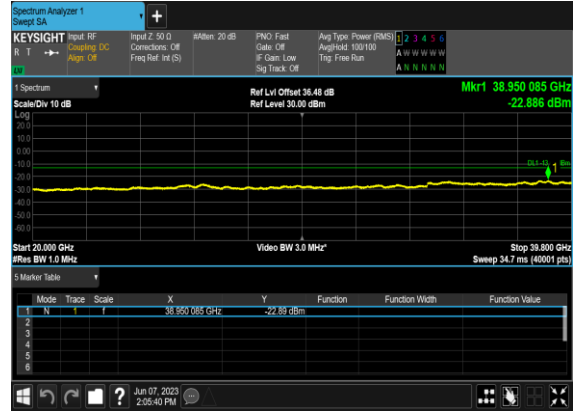 Spectrum Analyzer 1
Swept SA
+
KEYSIGHT Input: RF Input Z: 50 Ω #Atten: 20 dB PNO: Fast Avg Type: Power (RMS) 1 2 3 4 5 6
R T Coupling: DC Corrections: Off Gate: Off Avg|Hold: 100/100 A W W W W W
Align: Off Freq Ref: Int (S) IF Gain: Low Trig: Free Run
Sig Track: Off A N N N N N
LM
1 Spectrum Ref Lvl Offset 36.48 dB Mkr1 38.950 085 GHz
Scale/Div 10 dB Ref Level 30.00 dBm -22.886 dBm
Log
20.0
10.0
0.00
-10.0
DL1 -13
1
-20.0
-30.0
-40.0
-50.0
-60.0
Start 20.000 GHz Video BW 3.0 MHz* Stop 39.800 GHz
#Res BW 1.0 MHz Sweep 34.7 ms (40001 pts)
5 Marker Table
Mode Trace Scale X Y Function Function Width Function Value
1 N 1 f 38.950 085 GHz -22.89 dBm
2
3
4
5
6
? Jun 07, 2023
2:05:40 PM